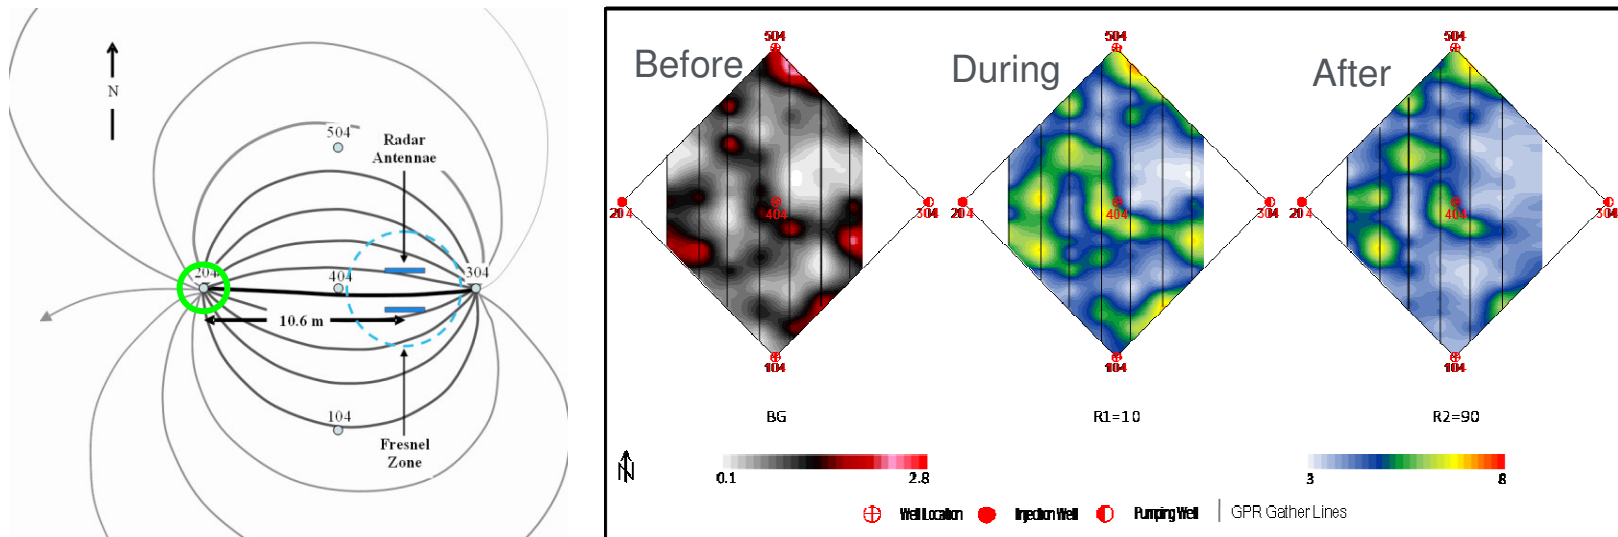 N
504
Radar
Antennae
204
404
304
10.6 m
104
Fresnel
Zone
Before
During
After
504
504
504
204
404
304
204
404
304
204
404
304
104
104
104
BG
R1=10
R2=90
N
0.1
2.8
3
8
Well Location
Injection Well
Pumping Well
GPR Gather Lines